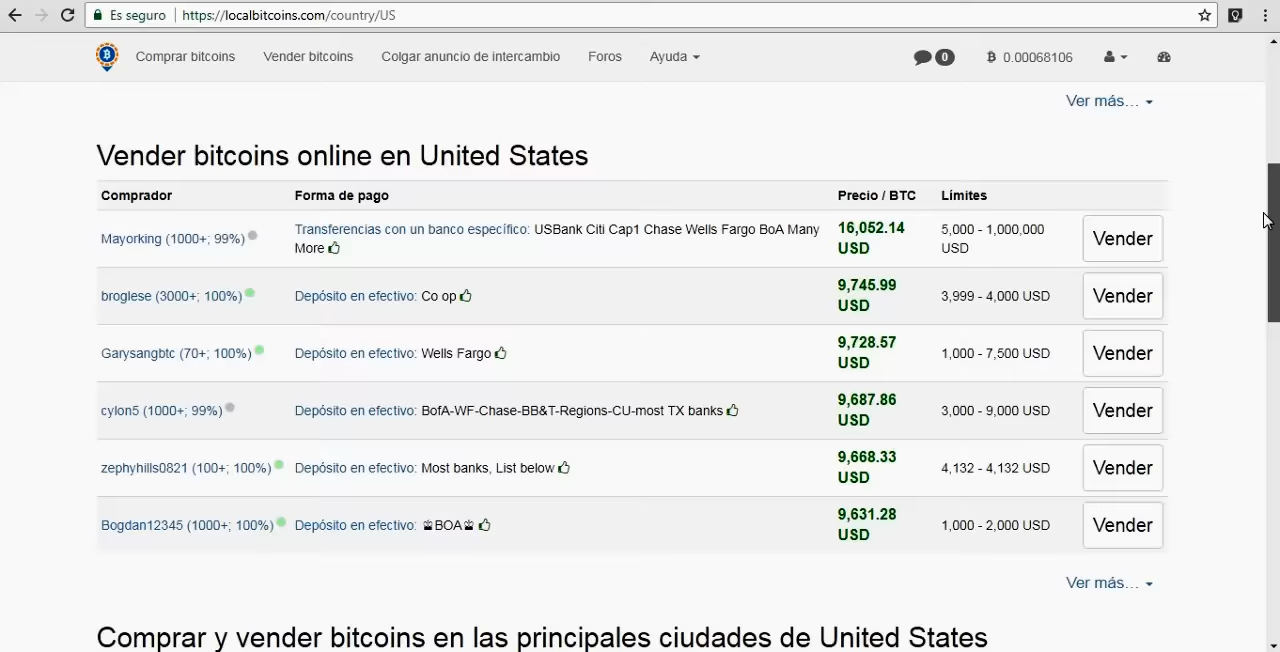 Es seguro https://localbitcoins.com/country/US
Comprar bitcoins Vender bitcoins Colgar anuncio de intercambio Foros Ayuda 0 0.00068106
Ver más...
Vender bitcoins online en United States
Comprador Forma de pago Precio / BTC Límites
Mayorking (1000+; 99%) Transferencias con un banco específico: USBank Citi Cap1 Chase Wells Fargo BoA Many 16,052.14 5,000 - 1,000,000 Vender
More USD USD
broglese (3000+; 100%) Depósito en efectivo: Co op 9,745.99 3,999 - 4,000 USD Vender
USD
Garysangbtc (70+; 100%) Depósito en efectivo: Wells Fargo 9,728.57 1,000 - 7,500 USD Vender
USD
cylon5 (1000+; 99%) Depósito en efectivo: BofA-WF-Chase-BB&T-Regions-CU-most TX banks 9,687.86 3,000 - 9,000 USD Vender
USD
zephyhills0821 (100+; 100%) Depósito en efectivo: Most banks, List below 9,668.33 4,132 - 4,132 USD Vender
USD
Bogdan12345 (1000+; 100%) Depósito en efectivo: ♕BOA♕ 9,631.28 1,000 - 2,000 USD Vender
USD
Ver más...
Comprar y vender bitcoins en las principales ciudades de United States